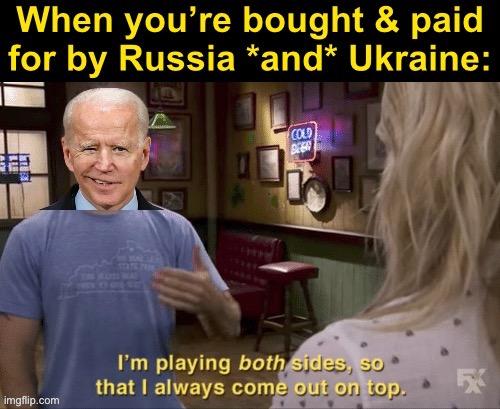 When you’re bought & paid
for by Russia *and* Ukraine:
COLD
BEER
I’m playing both sides, so
that I always come out on top.
FX
imgflip.com